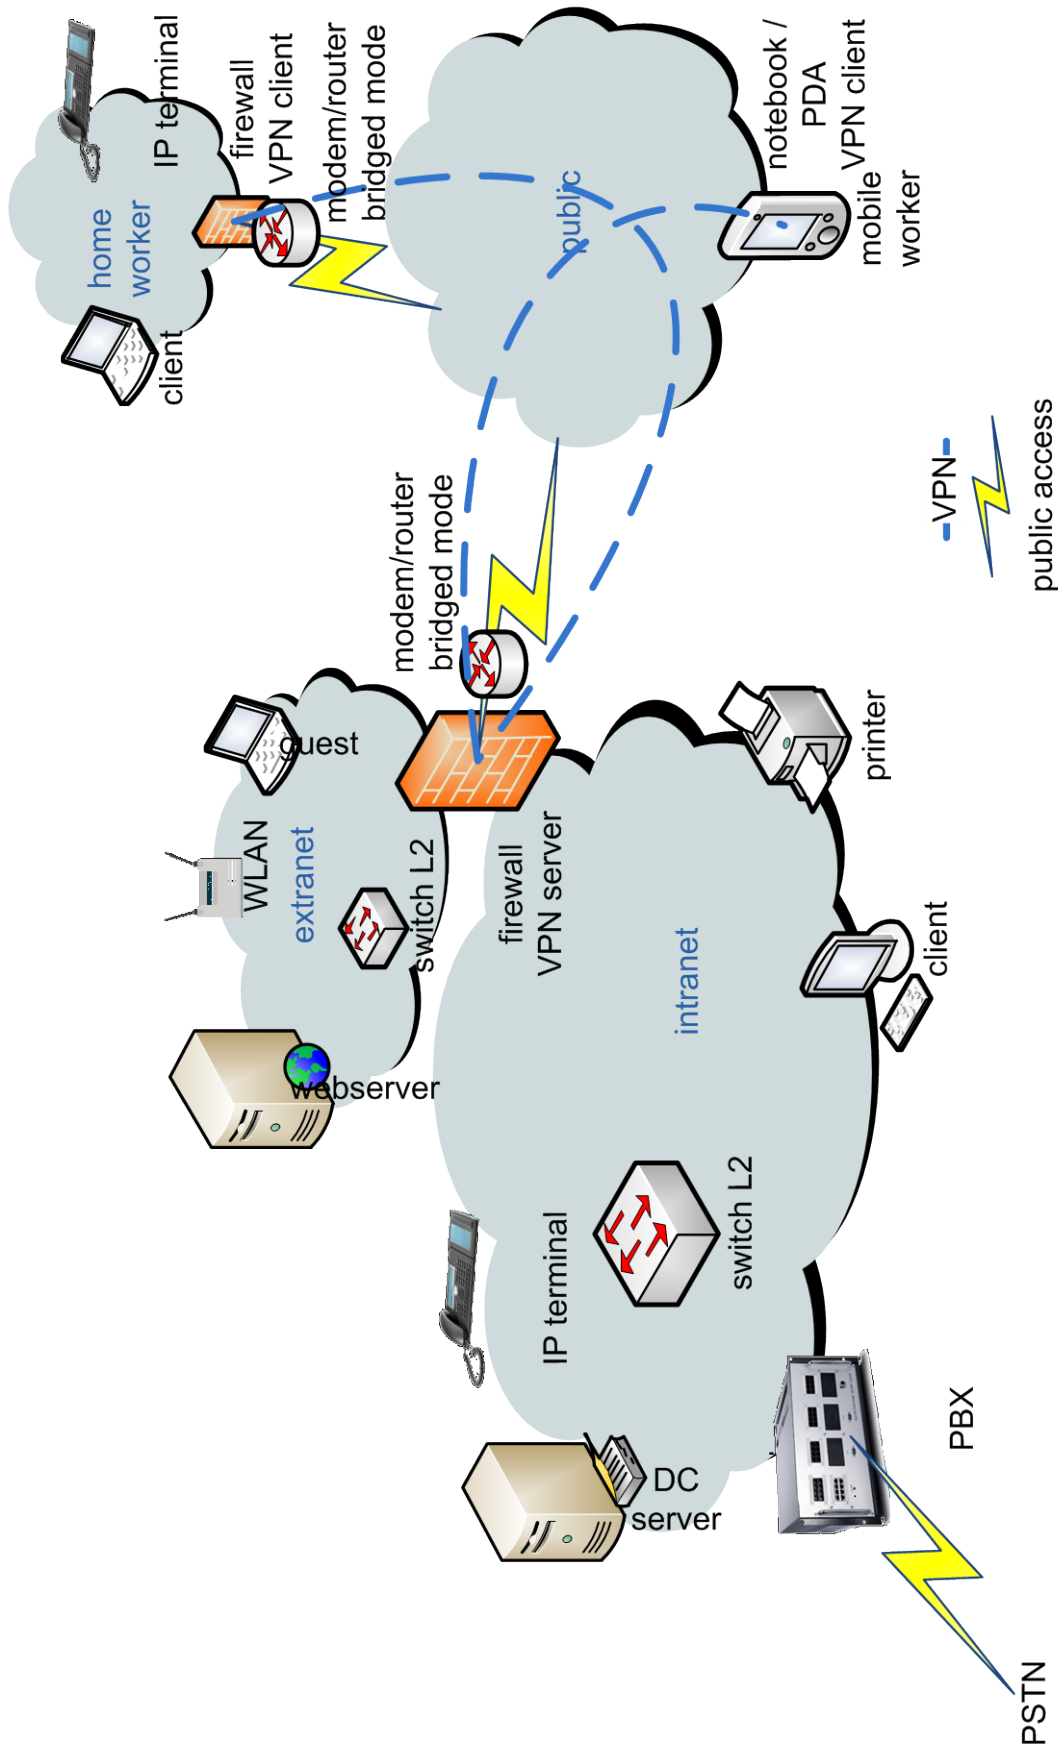 PSTN
PBX
DC
server
IP terminal
switch L2
client
printer
intranet
firewall
VPN server
webserver
WLAN
extranet
switch L2
guest
modem/router
bridged mode
VPN
public access
public
client
home
worker
IP terminal
firewall
VPN client
modem/router
bridged mode
notebook /
PDA
VPN client
mobile
worker